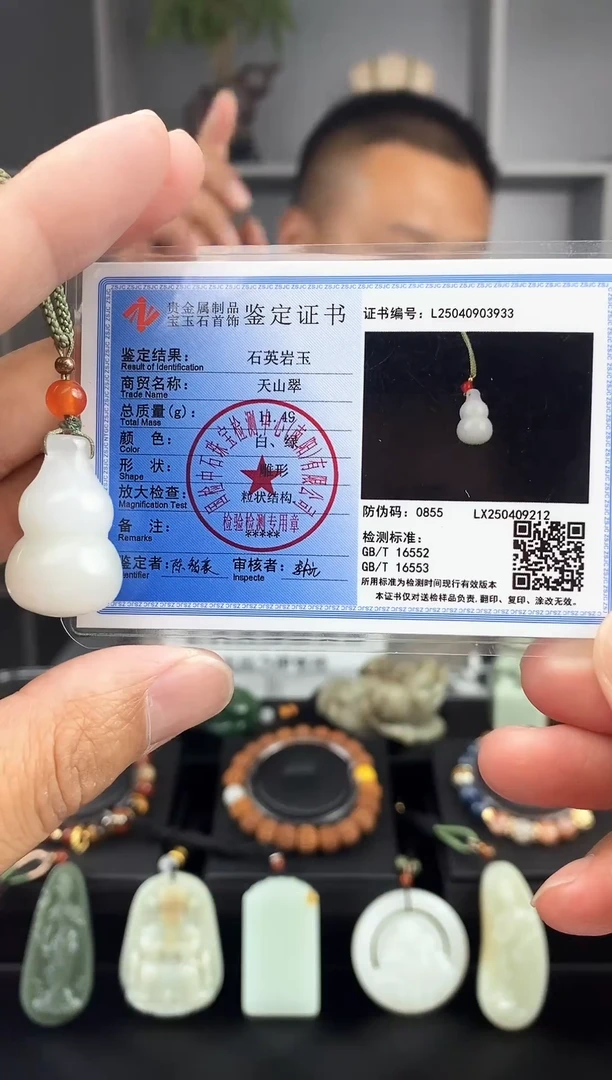 贵金属制品
宝玉石首饰 鉴定证书
鉴定结果： 石英岩玉
Result of Identification
商贸名称： 天山翠
Trade Name
总质量(g)： 11.49
Total Mass
颜 色： 白、绿
Color
形 状： 雕形
Shape
放大检查： 粒状结构，
Magnification Test
备 注： *****
Remarks
鉴定者： 审核者：
Inspecte
检验检测专用章
证书编号：L25040903933
防伪码：0855 LX250409212
检测标准：
GB/T 16552
GB/T 16553
所用标准为检测时间现行有效版本
本证书仅对送检样品负责，翻印、复印、涂改无效。